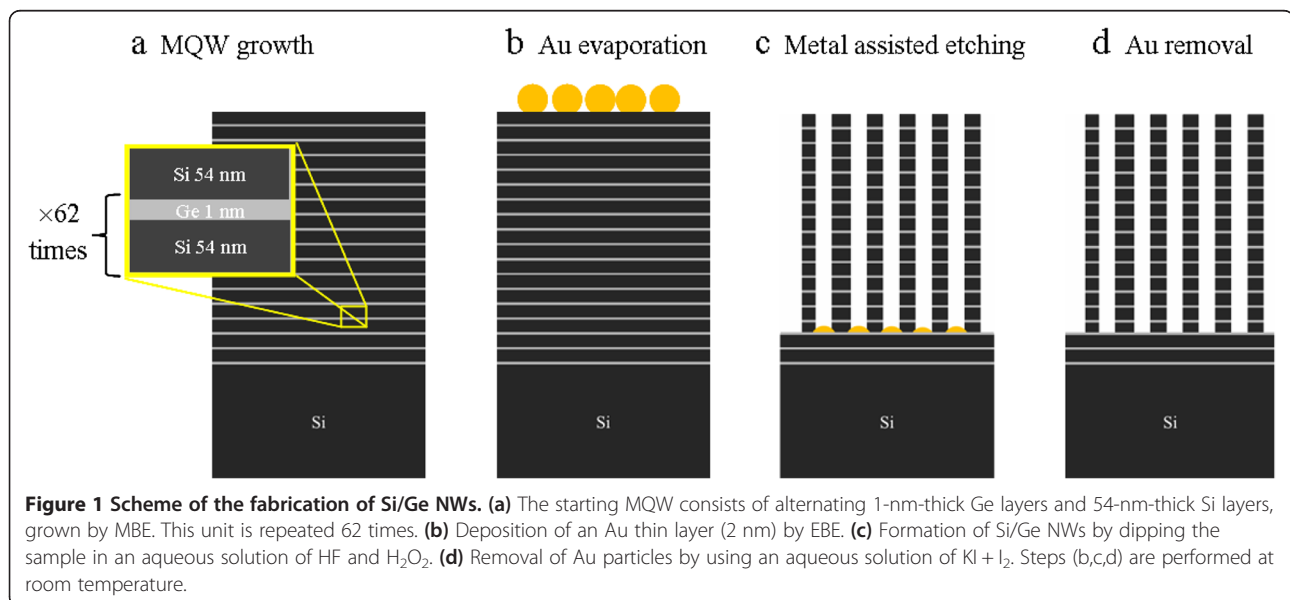 a MQW growth
b Au evaporation
c Metal assisted etching
d Au removal
Si 54 nm
Ge 1 nm
Si 54 nm
×62
times
Si
Si
Si
Si
Figure 1 Scheme of the fabrication of Si/Ge NWs. (a) The starting MQW consists of alternating 1-nm-thick Ge layers and 54-nm-thick Si layers,
grown by MBE. This unit is repeated 62 times. (b) Deposition of an Au thin layer (2 nm) by EBE. (c) Formation of Si/Ge NWs by dipping the
sample in an aqueous solution of HF and H₂O₂. (d) Removal of Au particles by using an aqueous solution of KI + I₂. Steps (b,c,d) are performed at
room temperature.